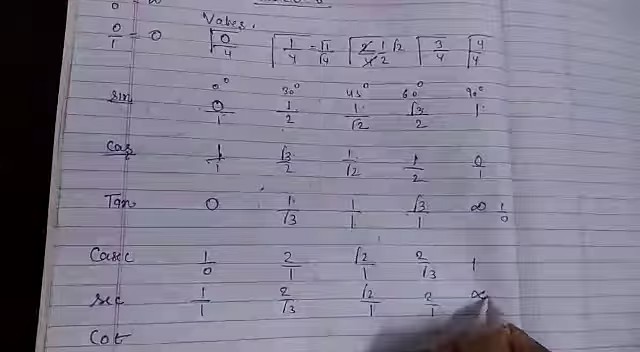 0
0/1 = 0 Values.
√0/4 √1/4 = √1/√4 √2/4 1/2 √2 √3/4 √4/4
0° 30° 45° 60° 90°
sin 0/1 1/2 1/√2 √3/2 1
Cos 1/1 √3/2 1/√2 1/2 0/1
Tan 0 1/√3 1/1 √3/1 ∞ 1/0
Cosec 1/0 2/1 √2/1 2/√3 1
sec 1/1 2/√3 √2/1 2/1 ∞
Cot